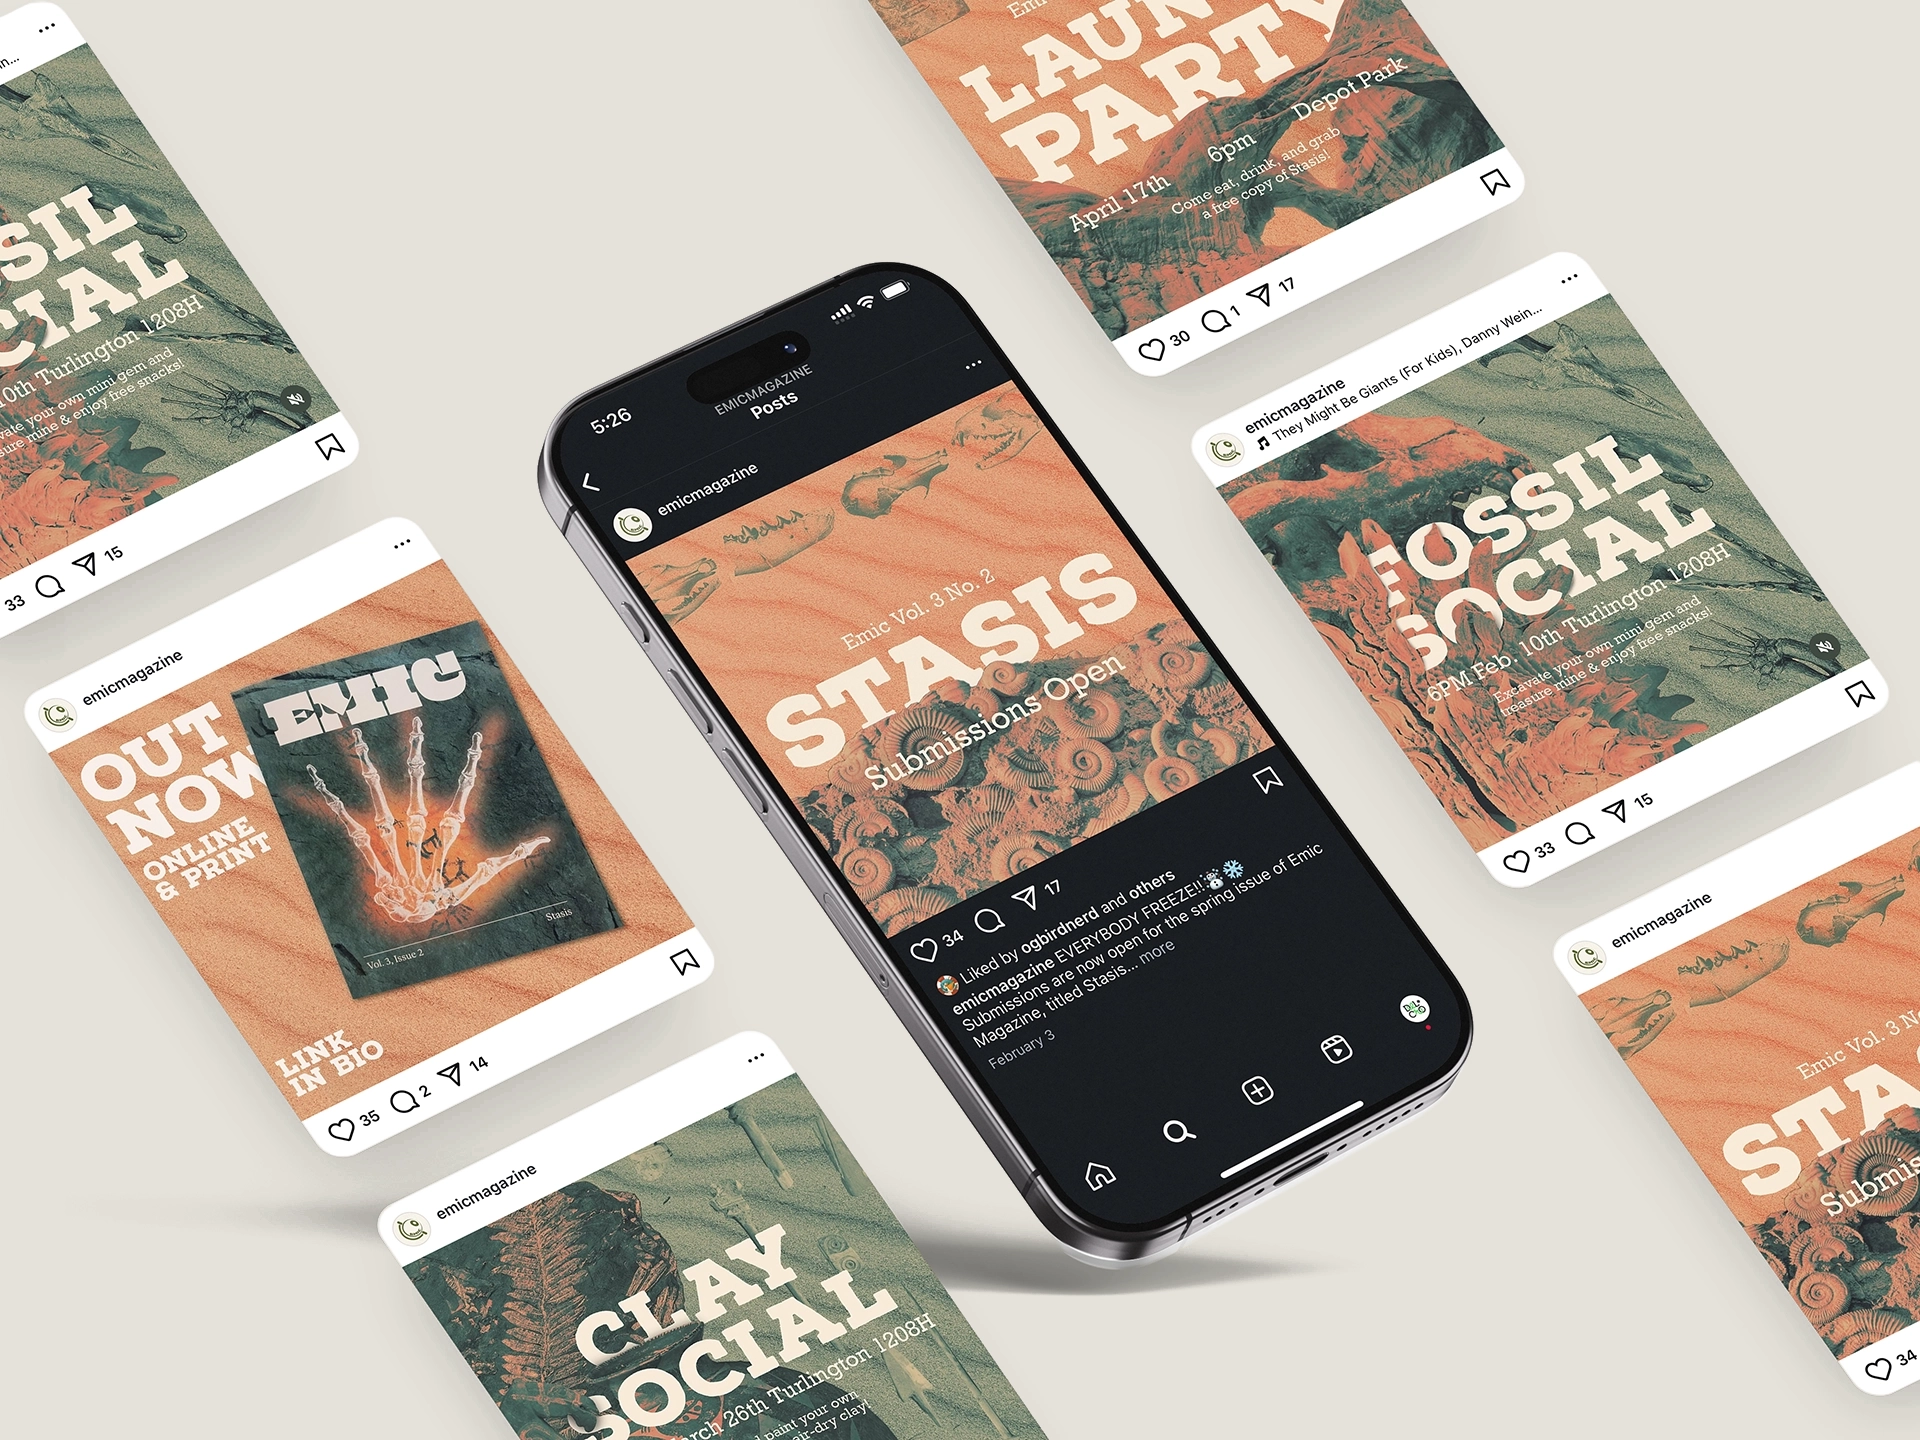 in...
SSIL
CIAL
10th Turlington 1208H
vate your own mini gem and
sure mine & enjoy free snacks!
33 15
emicmagazine
OUT
NOW
ONLINE
& PRINT
EMIC
Stasis
Vol. 3, Issue 2
LINK
IN BIO
35 2 14
emicmagazine
CLAY
SOCIAL
rch 26th Turlington 1208H
paint your own
air-dry clay!
5:26
EMICMAGAZINE
Posts
emicmagazine
Emic Vol. 3 No. 2
STASIS
Submissions Open
34 17
Liked by ogbirdnerd and others
emicmagazine EVERYBODY FREEZE!!☃️❄️
Submissions are now open for the spring issue of Emic
Magazine, titled Stasis... more
February 3
LAUN
PARTY
April 17th 6pm Depot Park
Come eat, drink, and grab
a free copy of Stasis!
30 1 17
emicmagazine
They Might Be Giants (For Kids), Danny Wein...
FOSSIL
SOCIAL
6PM Feb. 10th Turlington 1208H
Excavate your own mini gem and
treasure mine & enjoy free snacks!
33 15
emicmagazine
Emic Vol. 3 No
STA
Submis
34